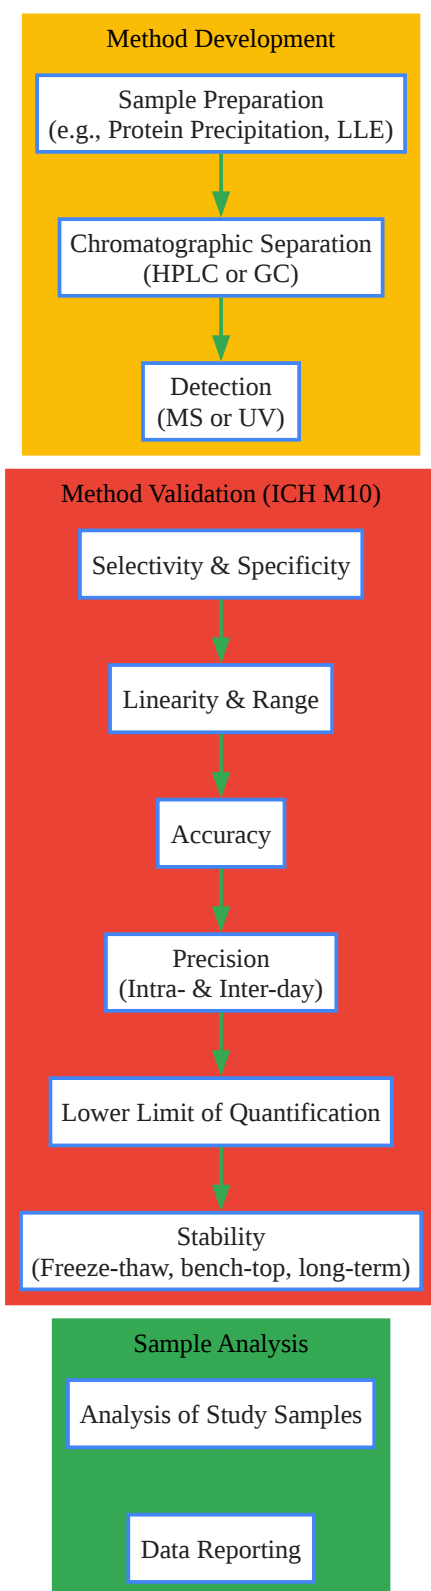 Method Development
Sample Preparation
(e.g., Protein Precipitation, LLE)
Chromatographic Separation
(HPLC or GC)
Detection
(MS or UV)
Method Validation (ICH M10)
Selectivity & Specificity
Linearity & Range
Accuracy
Precision
(Intra- & Inter-day)
Lower Limit of Quantification
Stability
(Freeze-thaw, bench-top, long-term)
Sample Analysis
Analysis of Study Samples
Data Reporting